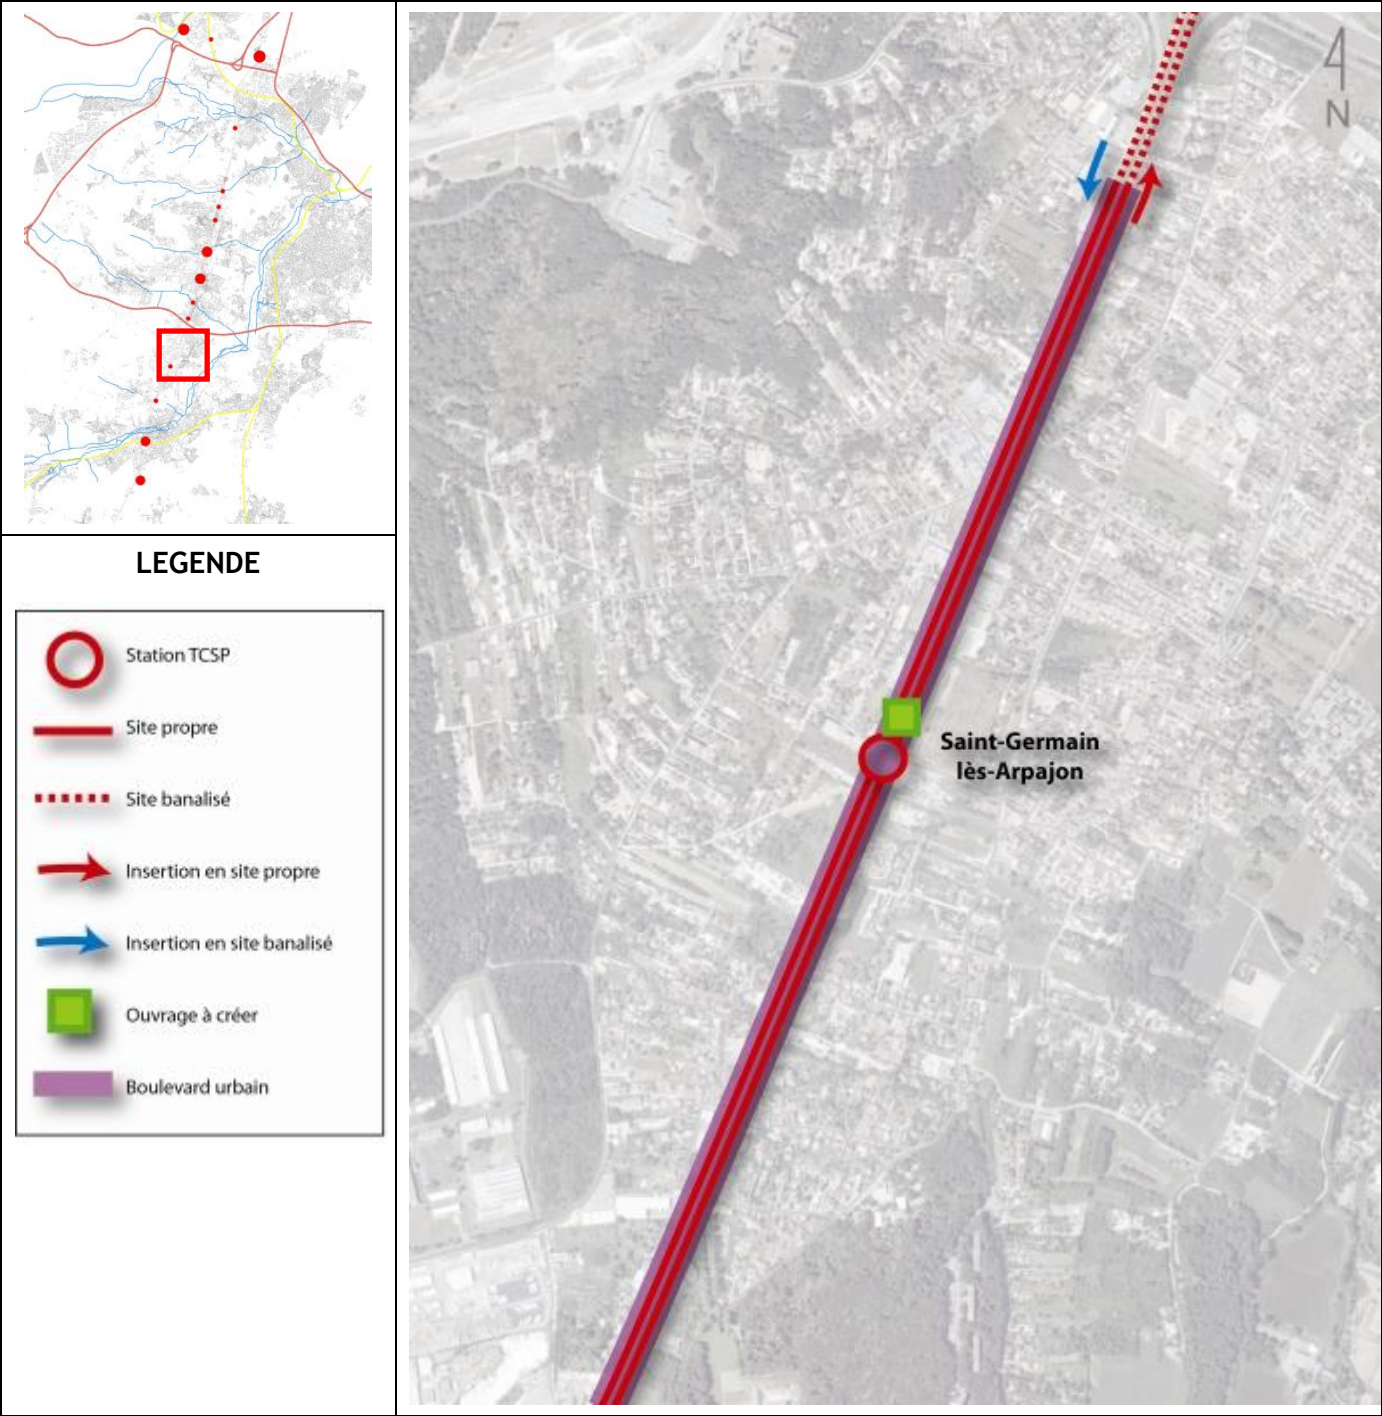 LEGENDE
Station TCSP
Site propre
Site banalisé
Insertion en site propre
Insertion en site banalisé
Ouvrage à créer
Boulevard urbain
N
Saint-Germain
lès-Arpajon